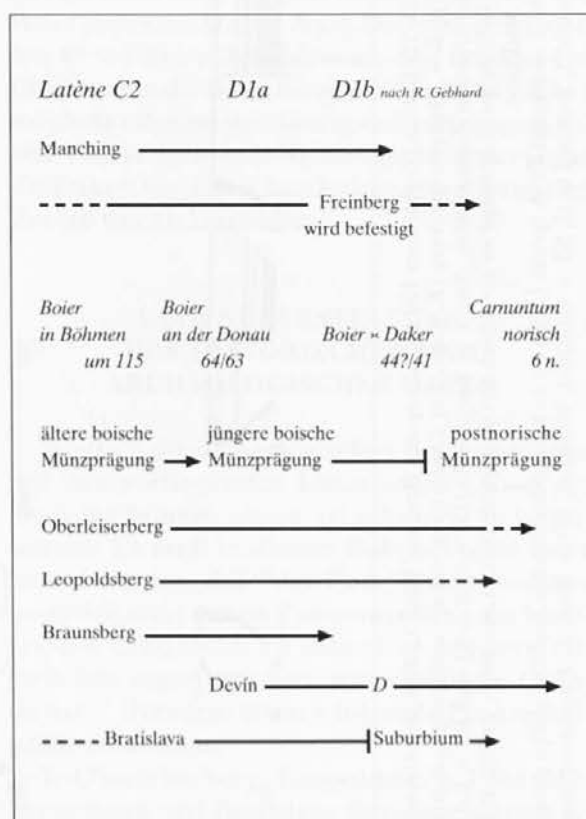 Latène C2 D1a D1b nach R. Gebhard
Manching
Freinberg
wird befestigt
Boier Boier Carnuntum
in Böhmen an der Donau Boier - Daker norisch
um 115 64/63 44?/41 6 n.
ältere boische jüngere boische postnorische
Münzprägung Münzprägung Münzprägung
Oberleiserberg
Leopoldsberg
Braunsberg
Devín D
Bratislava Suburbium